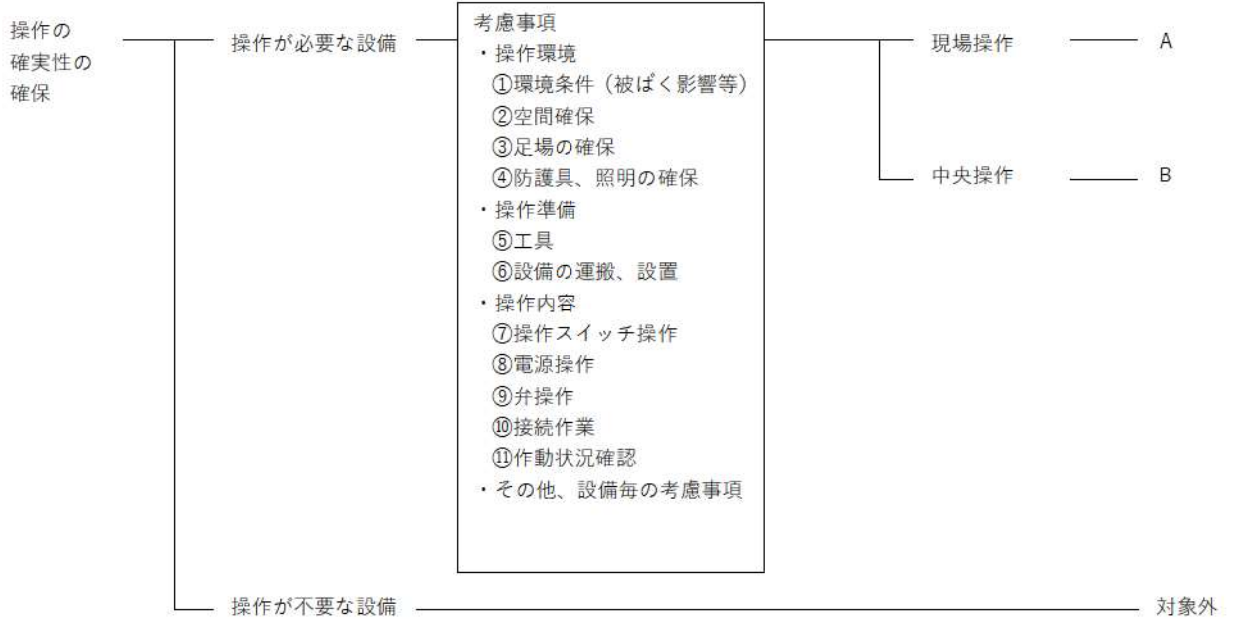 操作の
確実性の
確保
操作が必要な設備
考慮事項
・操作環境
①環境条件（被ばく影響等）
②空間確保
③足場の確保
④防護具、照明の確保
・操作準備
⑤工具
⑥設備の運搬、設置
・操作内容
⑦操作スイッチ操作
⑧電源操作
⑨弁操作
⑩接続作業
⑪作動状況確認
・その他、設備毎の考慮事項
現場操作
A
中央操作
B
操作が不要な設備
対象外